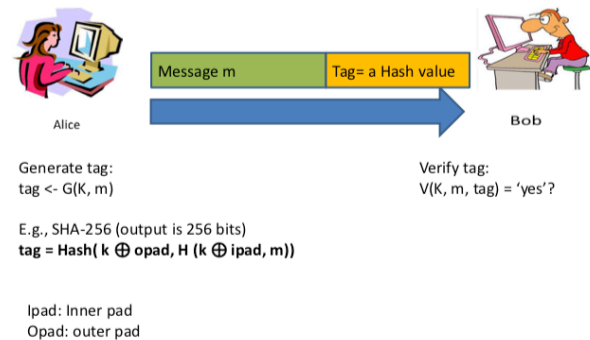 Message m
Tag= a Hash value
Alice
Bob
Generate tag:
tag <- G(K, m)
Verify tag:
V(K, m, tag) = ‘yes’?
E.g., SHA-256 (output is 256 bits)
tag = Hash( k ⊕ opad, H (k ⊕ ipad, m))
Ipad: Inner pad
Opad: outer pad